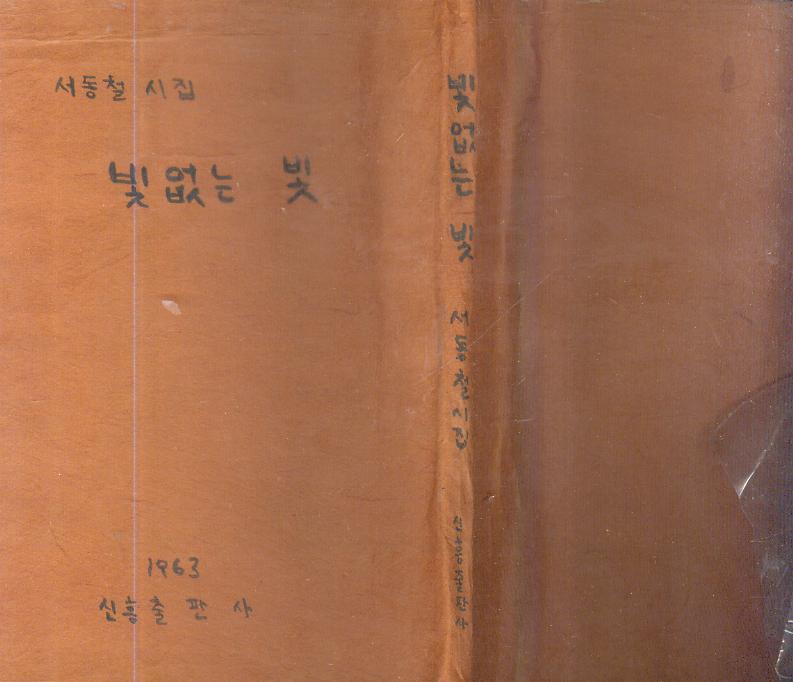 서동철 시집
빛 없는 빛
1963
신흥출판사
빛 없는 빛
서동철 시집
신흥출판사